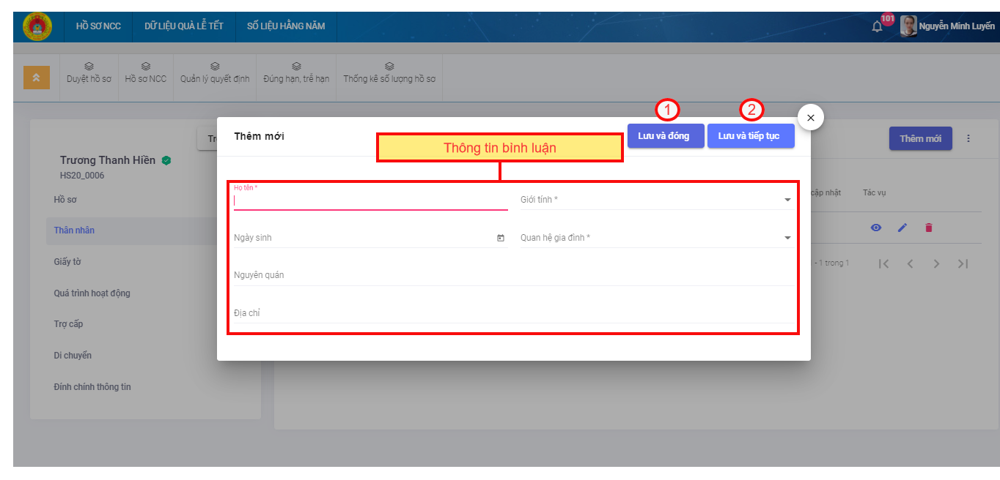 HỒ SƠ NCC DỮ LIỆU QUÀ LỄ TẾT SỐ LIỆU HẰNG NĂM 101 Nguyễn Minh Luyến
Duyệt hồ sơ Hồ sơ NCC Quản lý quyết định Đúng hạn, trễ hạn Thống kê số lượng hồ sơ
1 2
Thêm mới Lưu và đóng Lưu và tiếp tục Thêm mới
Thông tin bình luận
Trương Thanh Hiền
HS20_0006
Họ tên *
Giới tính *
cập nhật Tác vụ
Hồ sơ
Thân nhân
Ngày sinh Quan hệ gia đình *
Giấy tờ
- 1 trong 1
Nguyên quán
Quá trình hoạt động
Địa chỉ
Trợ cấp
Di chuyển
Đính chính thông tin